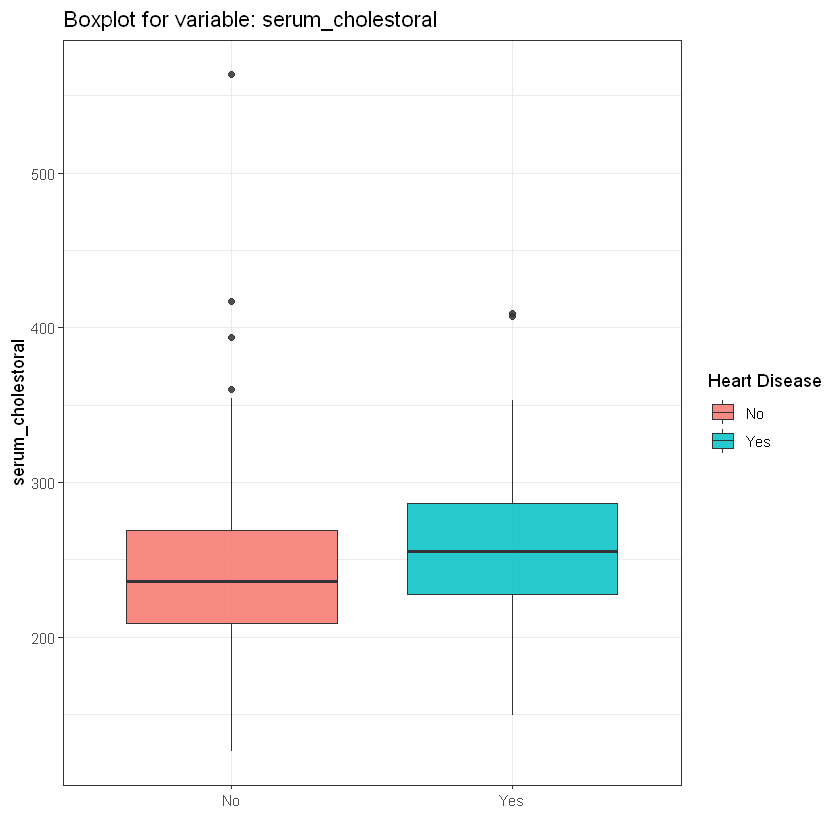 Boxplot for variable: serum_cholestoral
serum_cholestoral
500
400
300
200
No
Yes
Heart Disease
No
Yes